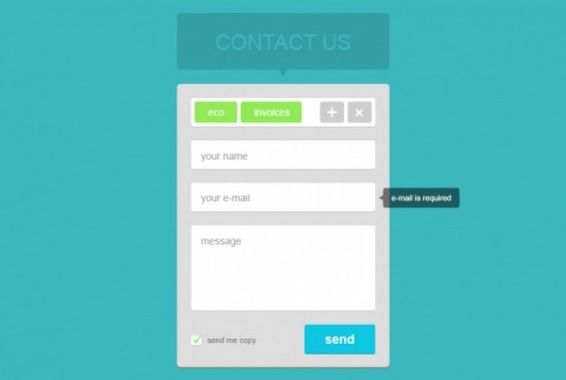 CONTACT US
eco invoices
your name
your e-mail
e-mail is required
message
send me copy
send